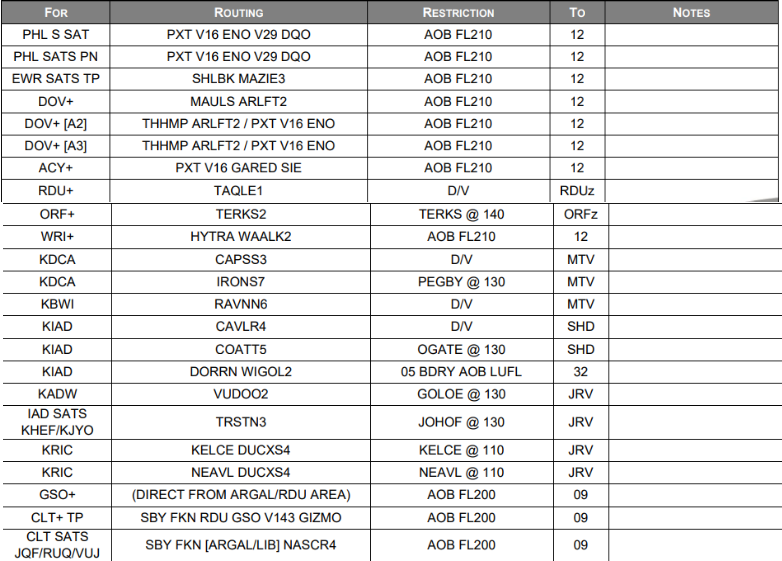 FOR ROUTING RESTRICTION TO NOTES
PHL S SAT PXT V16 ENO V29 DQO AOB FL210 12
PHL SATS PN PXT V16 ENO V29 DQO AOB FL210 12
EWR SATS TP SHLBK MAZIE3 AOB FL210 12
DOV+ MAULS ARLFT2 AOB FL210 12
DOV+ [A2] THHMP ARLFT2 / PXT V16 ENO AOB FL210 12
DOV+ [A3] THHMP ARLFT2 / PXT V16 ENO AOB FL210 12
ACY+ PXT V16 GARED SIE AOB FL210 12
RDU+ TAQLE1 D/V RDUz
ORF+ TERKS2 TERKS @ 140 ORFz
WRI+ HYTRA WAALK2 AOB FL210 12
KDCA CAPSS3 D/V MTV
KDCA IRONS7 PEGBY @ 130 MTV
KBWI RAVNN6 D/V MTV
KIAD CAVLR4 D/V SHD
KIAD COATT5 OGATE @ 130 SHD
KIAD DORRN WIGOL2 05 BDRY AOB LUFL 32
KADW VUDOO2 GOLOE @ 130 JRV
IAD SATS
KHEF/KJYO TRSTN3 JOHOF @ 130 JRV
KRIC KELCE DUCXS4 KELCE @ 110 JRV
KRIC NEAVL DUCXS4 NEAVL @ 110 JRV
GSO+ (DIRECT FROM ARGAL/RDU AREA) AOB FL200 09
CLT+ TP SBY FKN RDU GSO V143 GIZMO AOB FL200 09
CLT SATS
JQF/RUQ/VUJ SBY FKN [ARGAL/LIB] NASCR4 AOB FL200 09